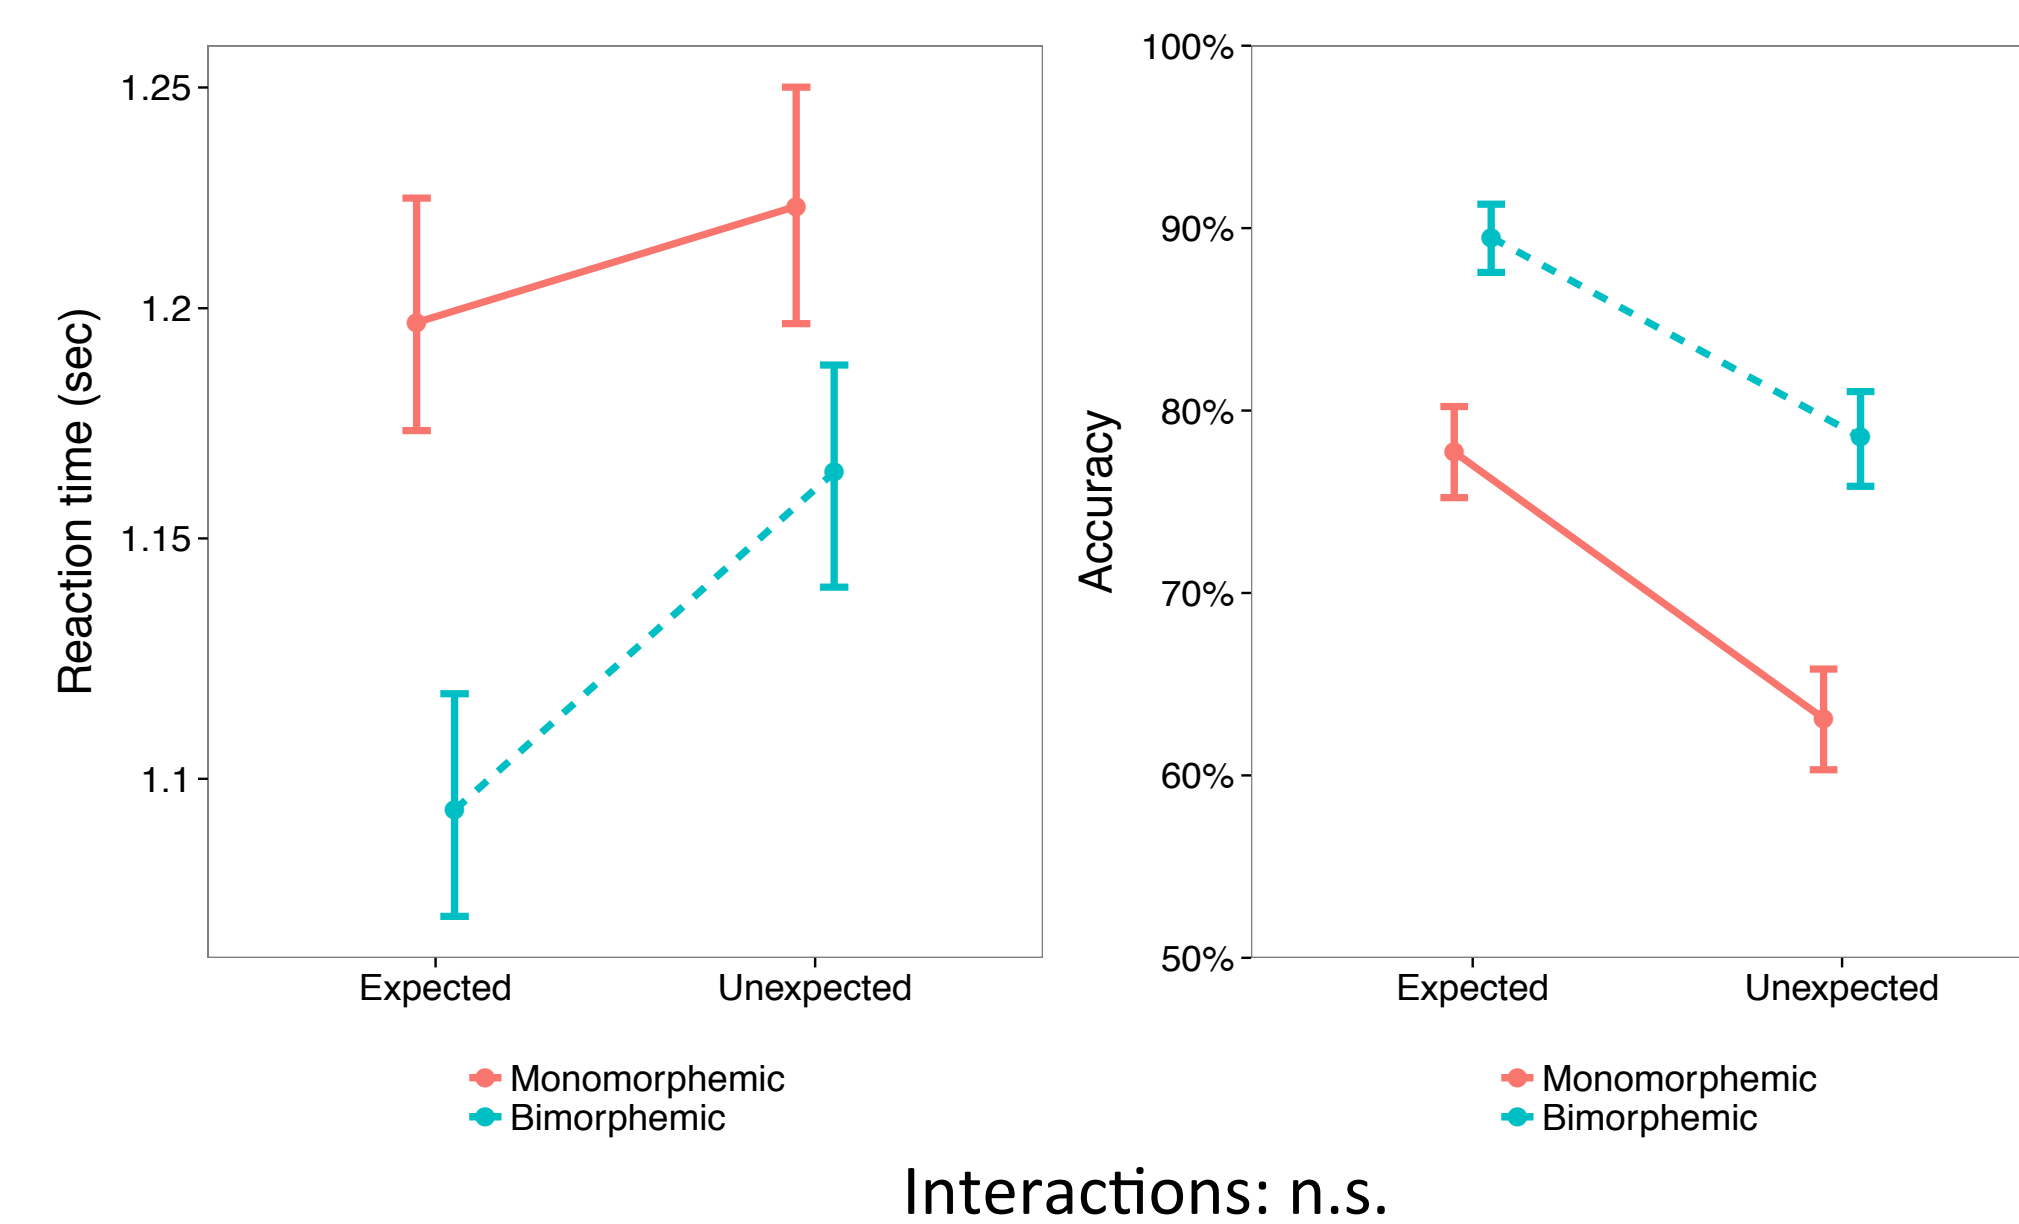 Reaction time (sec)
1.25
1.2
1.15
1.1
Expected
Unexpected
Monomorphemic
Bimorphemic
Accuracy
100%
90%
80%
70%
60%
50%
Expected
Unexpected
Monomorphemic
Bimorphemic
Interactions: n.s.